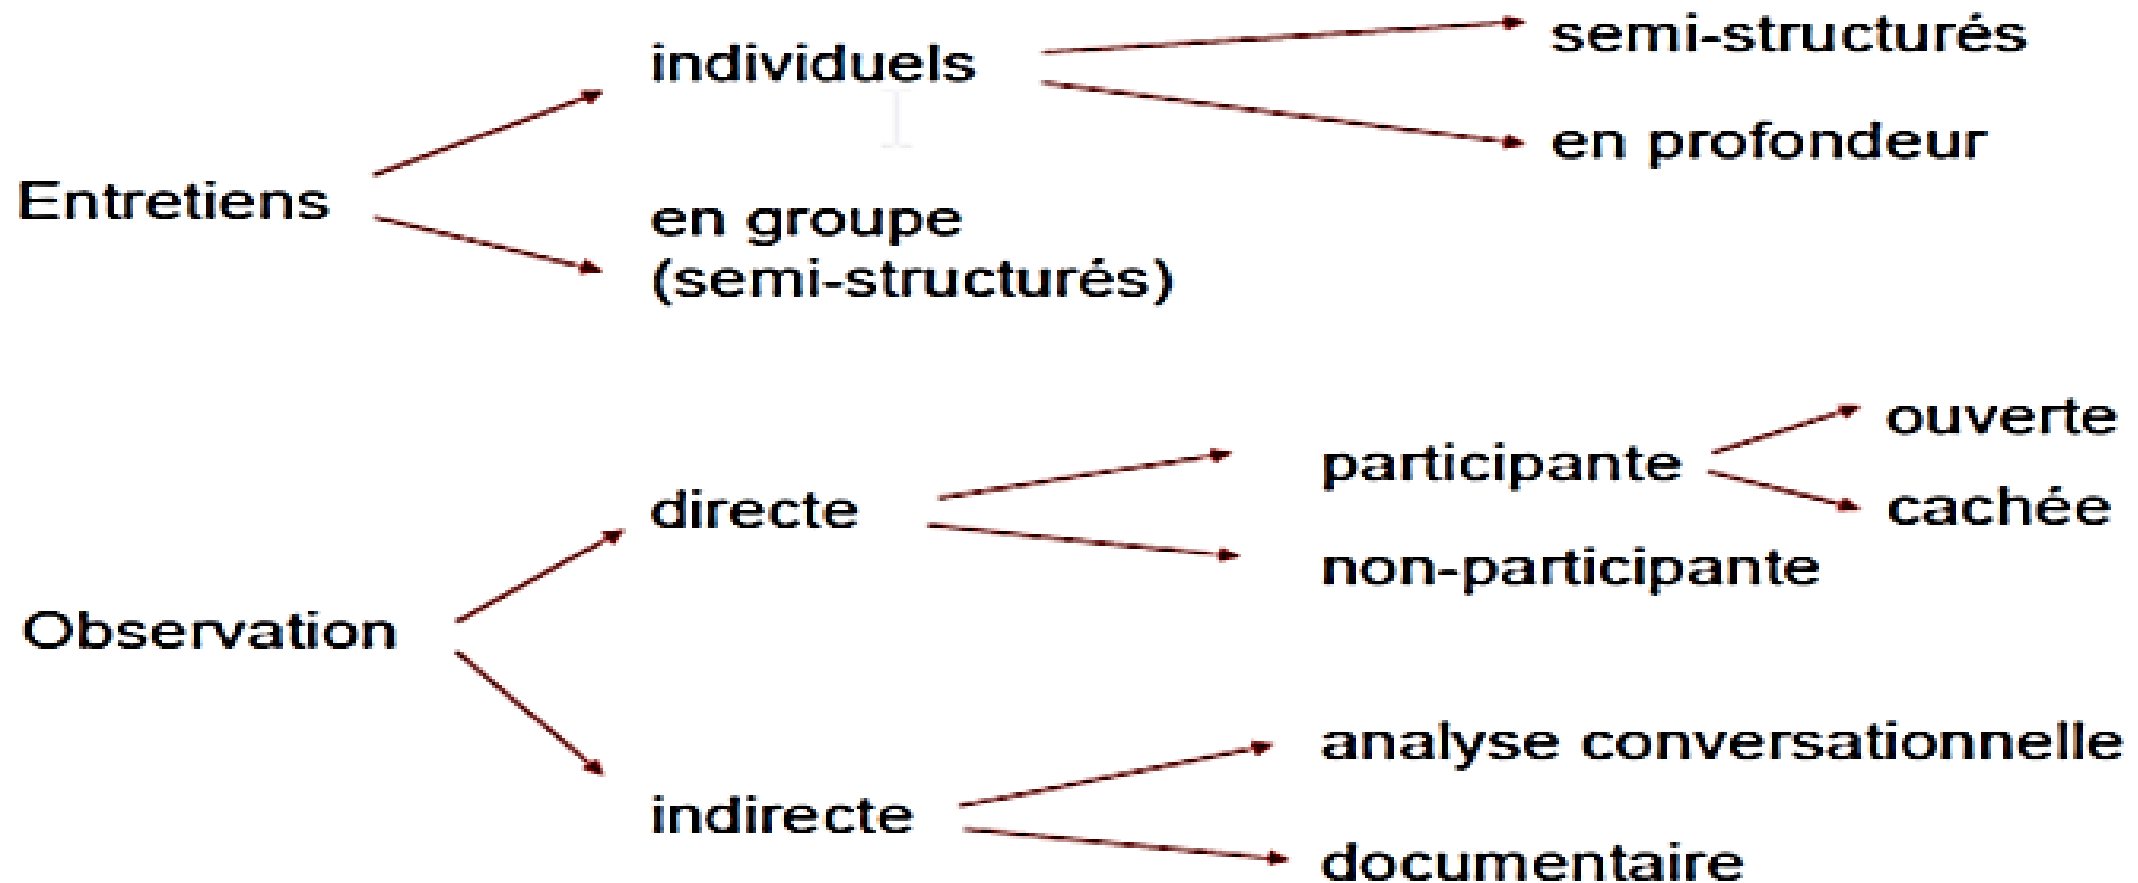 individuels
semi-structurés
en profondeur
Entretiens
en groupe
(semi-structurés)
ouverte
participante
cachée
directe
non-participante
Observation
analyse conversationnelle
indirecte
documentaire